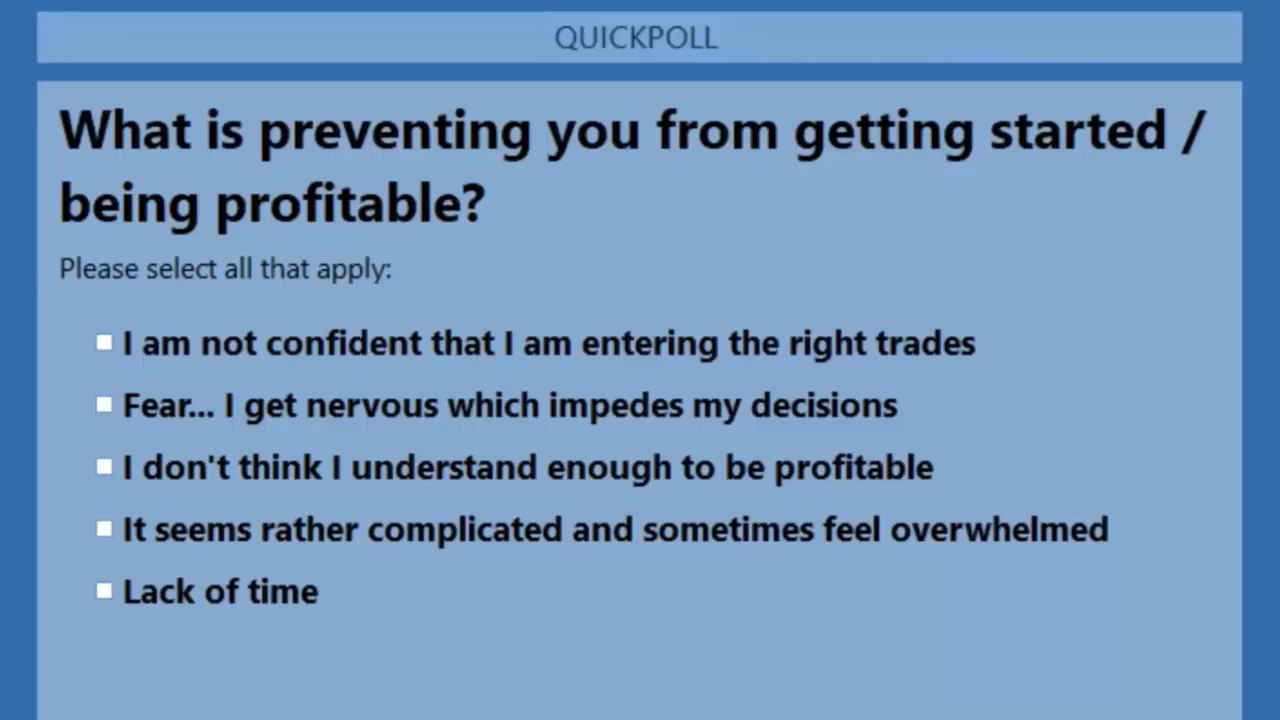 QUICKPOLL
What is preventing you from getting started /
being profitable?
Please select all that apply:
I am not confident that I am entering the right trades
Fear... I get nervous which impedes my decisions
I don't think I understand enough to be profitable
It seems rather complicated and sometimes feel overwhelmed
Lack of time